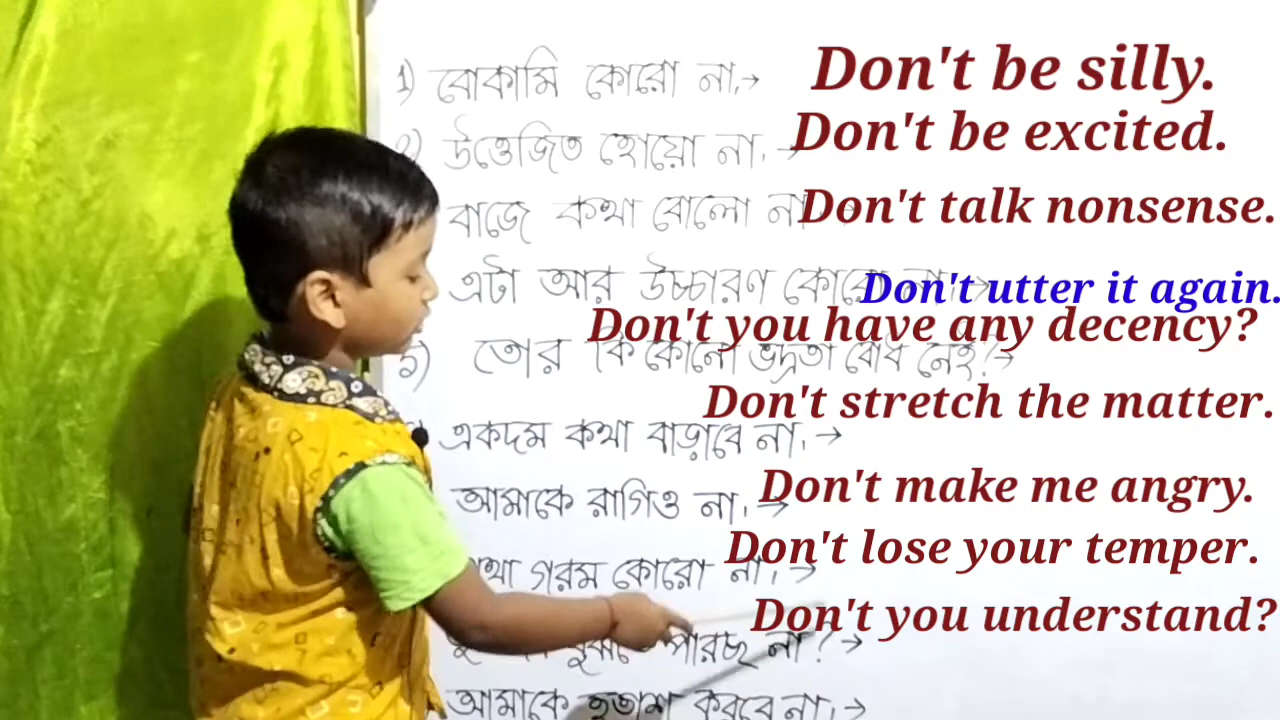 1) বোকামি কোরো না।→ Don't be silly.
উত্তেজিত হোয়ো না।→ Don't be excited.
বাজে কথা বোলো না। Don't talk nonsense.
এটা আর উচ্চারণ কোরো না।→ Don't utter it again.
৫) তোর কি কোনো ভদ্রতা বোধ নেই?→ Don't you have any decency?
একদম কথা বাড়াবে না।→ Don't stretch the matter.
আমাকে রাগিও না।→ Don't make me angry.
গরম কোরো না।→ Don't lose your temper.
পারছ না?→ Don't you understand?
আমাকে হতাশ করবে না।→